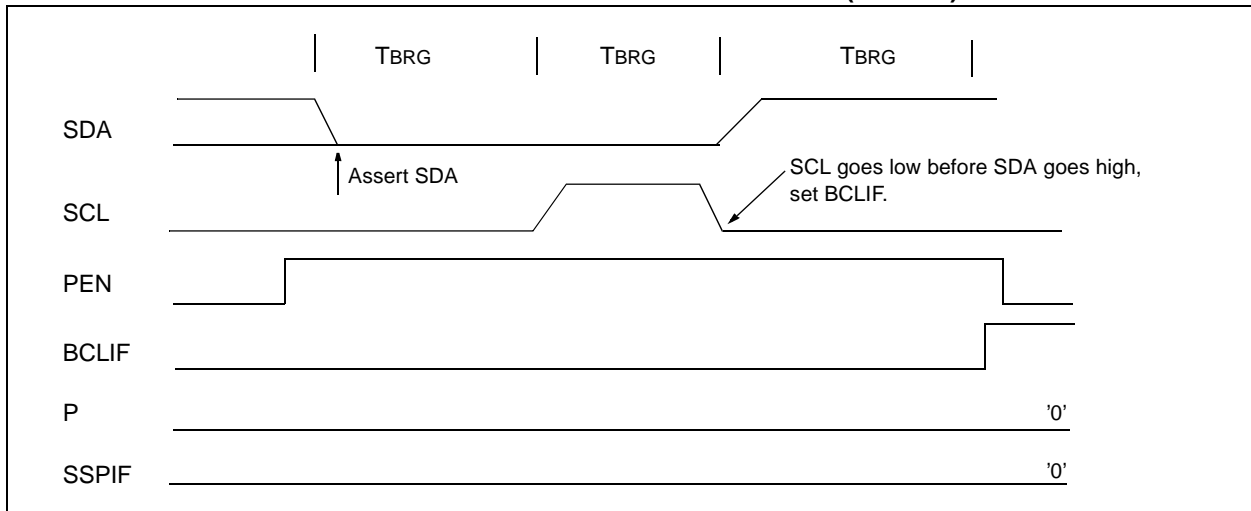 TBRG TBRG TBRG
SDA
Assert SDA
SCL goes low before SDA goes high,
set BCLIF.
SCL
PEN
BCLIF
P '0'
SSPIF '0'